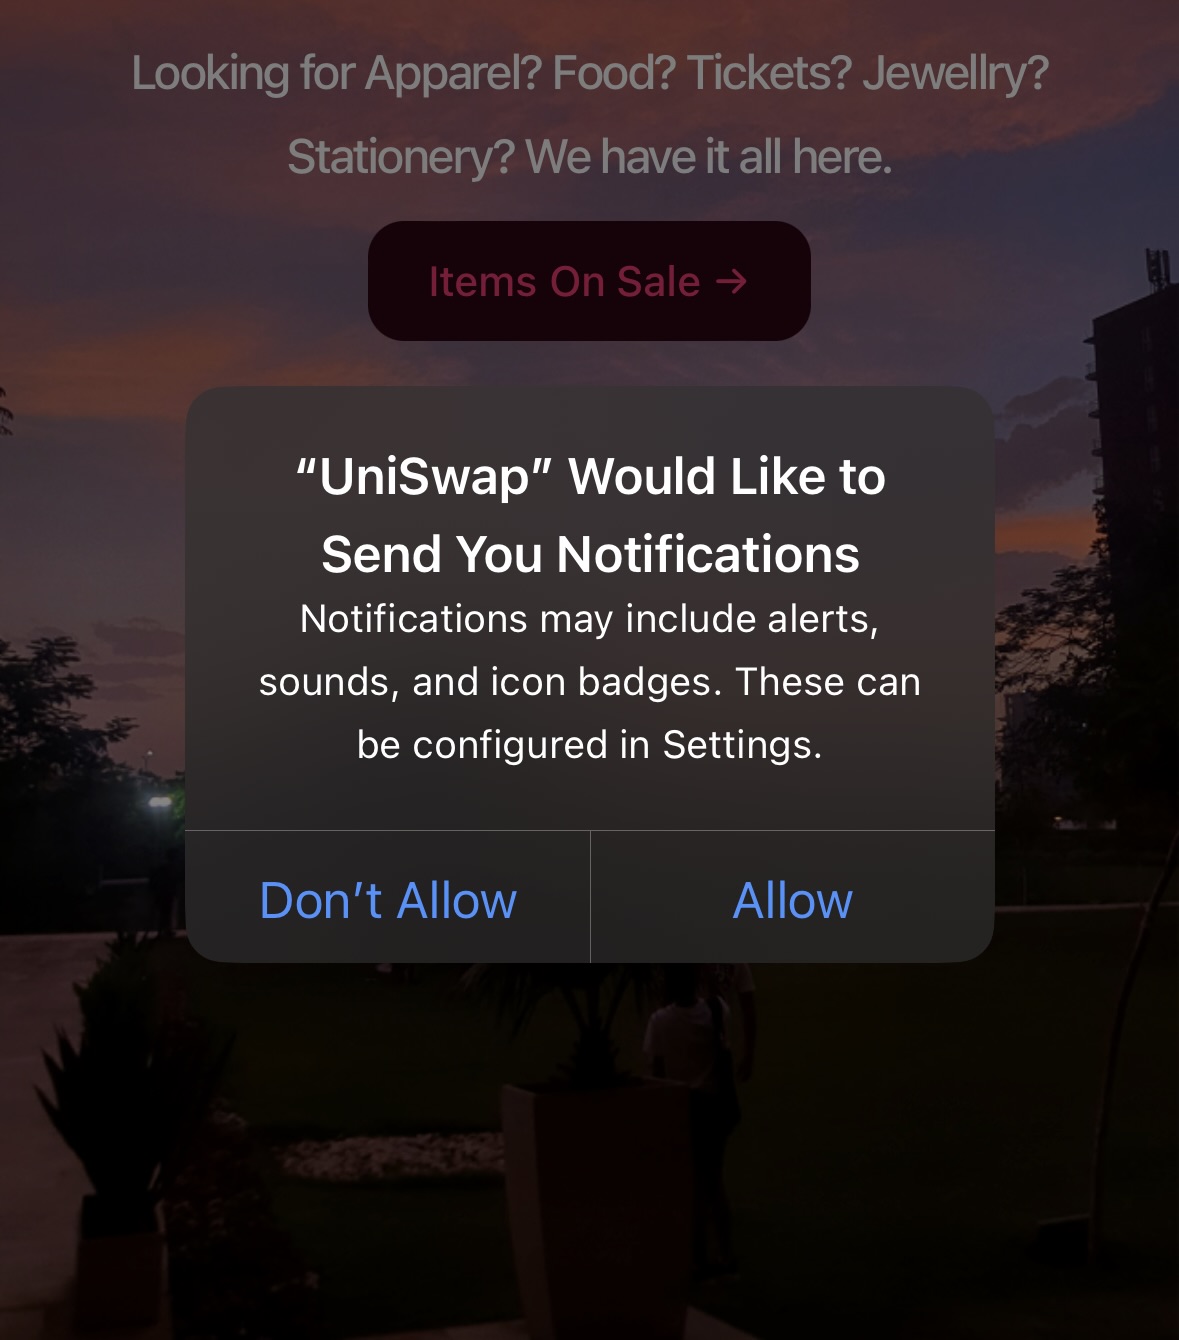 Looking for Apparel? Food? Tickets? Jewellry?
Stationery? We have it all here.
Items On Sale →
“UniSwap” Would Like to
Send You Notifications
Notifications may include alerts,
sounds, and icon badges. These can
be configured in Settings.
Don’t Allow
Allow